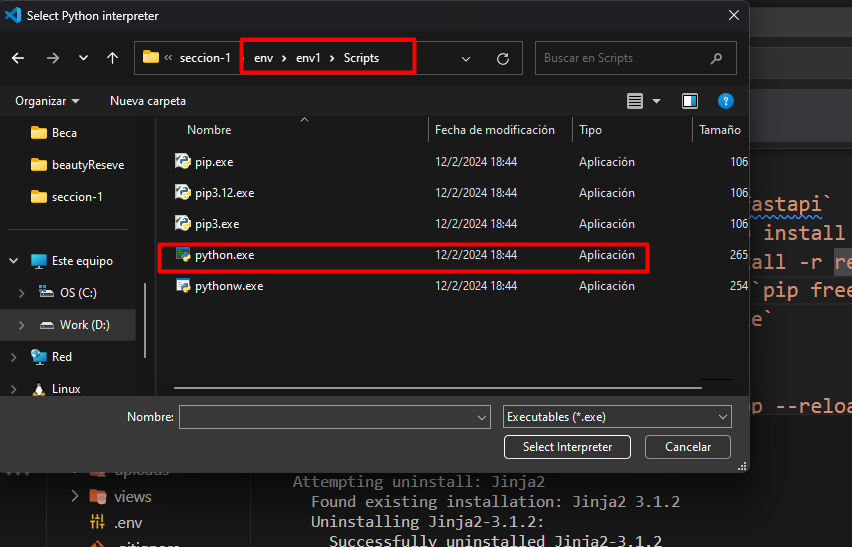 Select Python interpreter
« seccion-1 › env › env1 › Scripts
Buscar en Scripts
Organizar
Nueva carpeta
Nombre Fecha de modificación Tipo Tamaño
Beca
beautyReseve
seccion-1
Este equipo
OS (C:)
Work (D:)
Red
Linux
pip.exe 12/2/2024 18:44 Aplicación 106
pip3.12.exe 12/2/2024 18:44 Aplicación 106
pip3.exe 12/2/2024 18:44 Aplicación 106
python.exe 12/2/2024 18:44 Aplicación 265
pythonw.exe 12/2/2024 18:44 Aplicación 254
astapi`
install
all -r re
`pip free
e`
op --reloa
Nombre:
Executables (*.exe)
Select Interpreter
Cancelar
uploads
views
.env
.gitignore
Attempting uninstall: Jinja2
Found existing installation: Jinja2 3.1.2
Uninstalling Jinja2-3.1.2:
Successfully uninstalled Jinja2-3.1.2